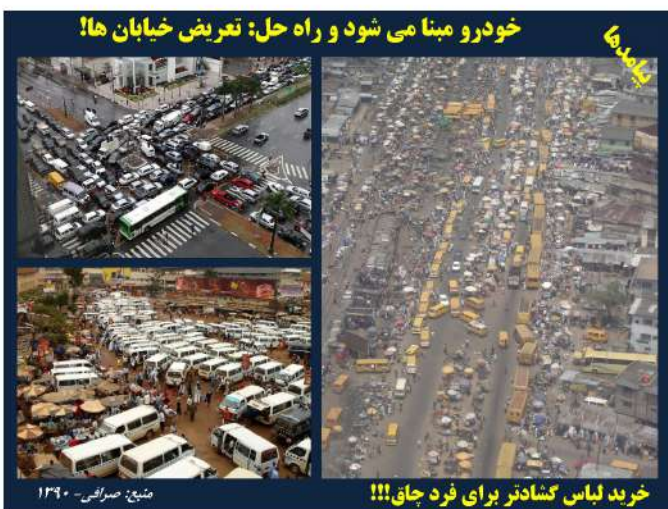 پیامدها
خودرو مبنا می شود و راه حل: تعریض خیابان ها!
خرید لباس گشادتر برای فرد چاق!!!
منبع: صرافی- ۱۳۹۰